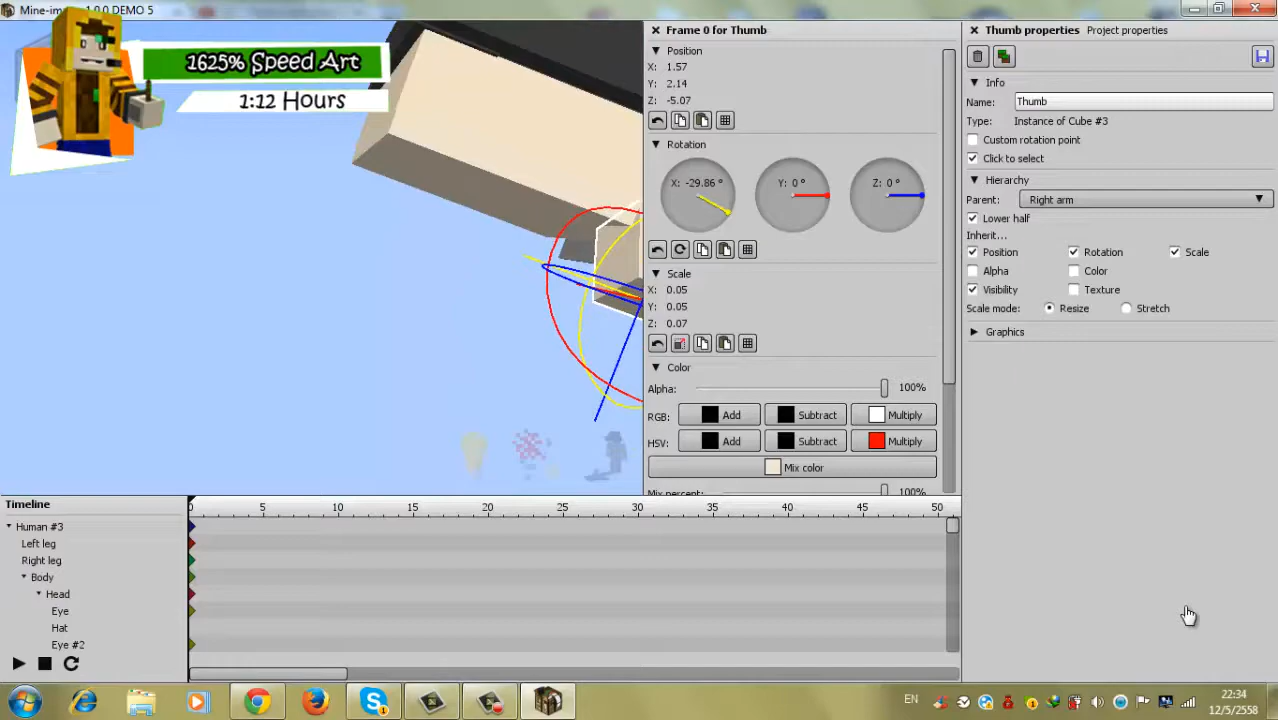 Mine-imator 1.0.0 DEMO 5
1625% Speed Art
1:12 Hours
Frame 0 for Thumb
Position
X: 1.57
Y: 2.14
Z: -5.07
Rotation
X: -29.86 °
Y: 0 °
Z: 0 °
Scale
X: 0.05
Y: 0.05
Z: 0.07
Color
Alpha: 100%
RGB: Add Subtract Multiply
HSV: Add Subtract Multiply
Mix color
Mix percent: 100%
Thumb properties Project properties
Info
Name: Thumb
Type: Instance of Cube #3
Custom rotation point
Click to select
Hierarchy
Parent: Right arm
Lower half
Inherit...
Position Rotation Scale
Alpha Color
Visibility Texture
Scale mode: Resize Stretch
Graphics
Timeline
0 5 10 15 20 25 30 35 40 45 50
Human #3
Left leg
Right leg
Body
Head
Eye
Hat
Eye #2
EN
22:34
12/5/2558